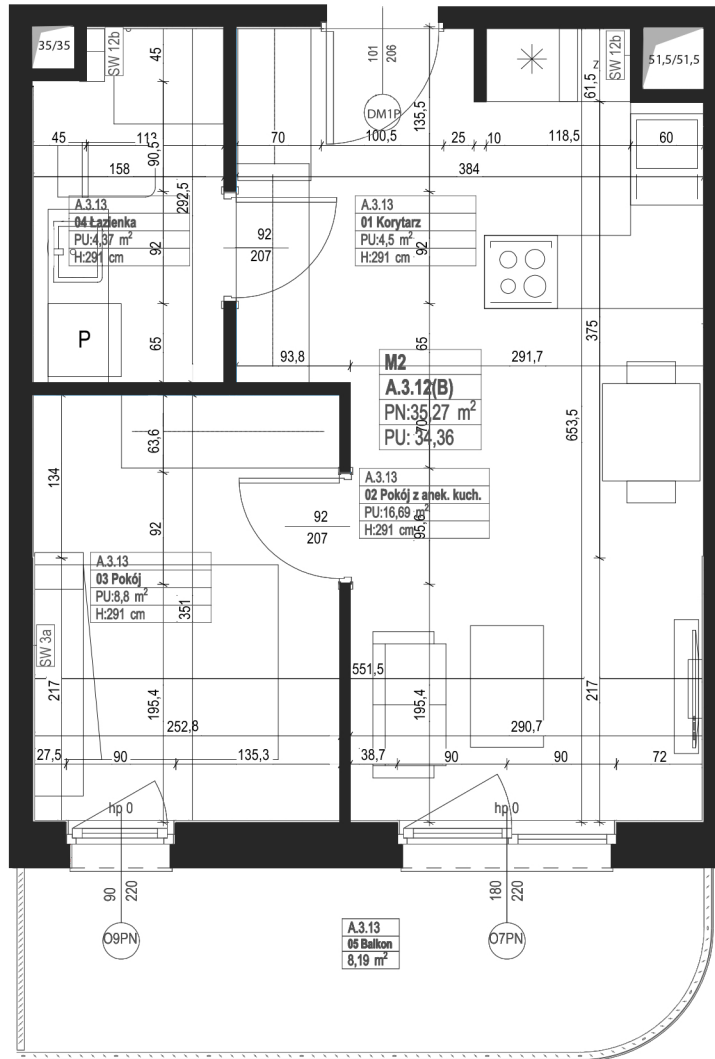 35/35
SW 12b
45
101
206
DM1P
135,5
61,5
z
SW 12b
51,5/51,5
45
113
90,5
70
100,5
25
10
118,5
60
158
384
292,5
A.3.13
04 Łazienka
PU:4,37 m²
H:291 cm
92
92
207
A.3.13
01 Korytarz
PU:4,5 m²
H:291 cm
92
P
65
93,8
65
M2
A.3.12(B)
PN:35,27 m²
PU: 34,36
291,7
375
653,5
70
63,6
134
92
92
207
A.3.13
02 Pokój z anek. kuch.
PU:16,69 m²
H:291 cm
95,6
A.3.13
03 Pokój
PU:8,8 m²
H:291 cm
351
SW 3a
217
195,4
252,8
551,5
195,4
290,7
217
27,5
90
135,3
38,7
90
90
72
hp 0
hp 0
90
220
180
220
O9PN
O7PN
A.3.13
05 Balkon
8,19 m²